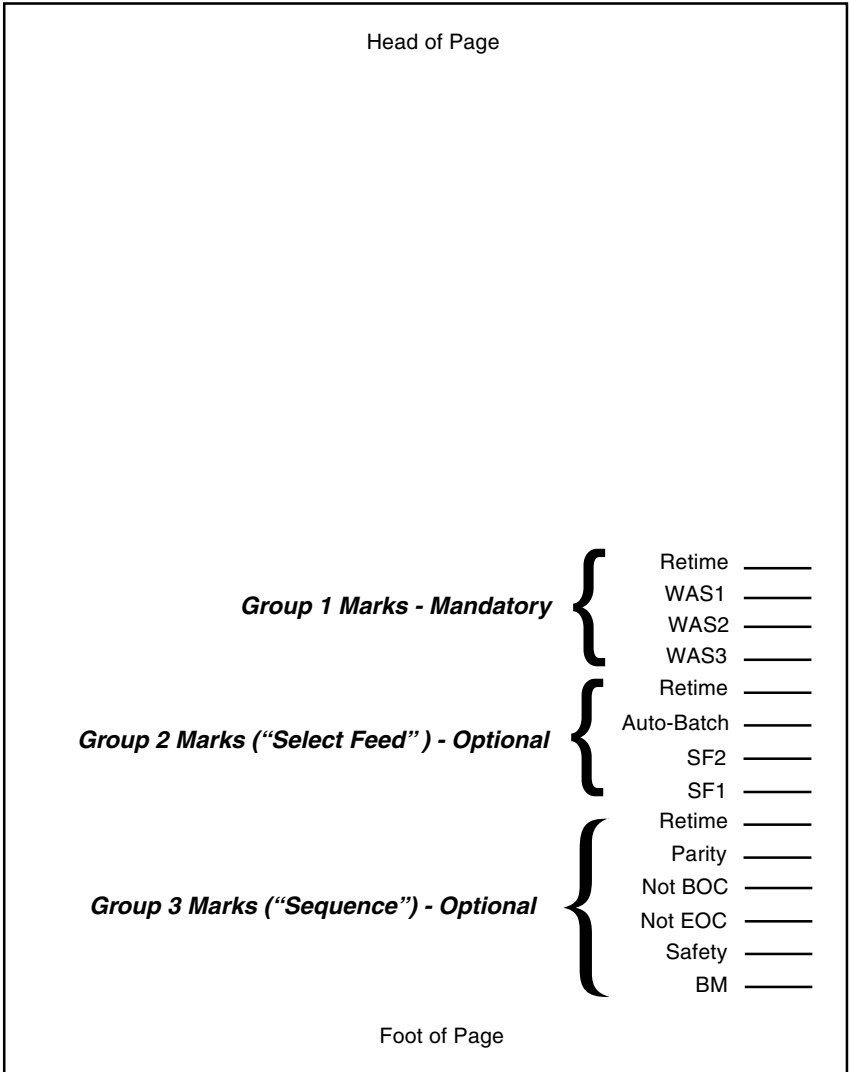 Head of Page
Retime
Group 1 Marks - Mandatory
WAS1
WAS2
WAS3
Retime
Group 2 Marks (“Select Feed” ) - Optional
Auto-Batch
SF2
SF1
Retime
Parity
Group 3 Marks (“Sequence”) - Optional
Not BOC
Not EOC
Safety
BM
Foot of Page